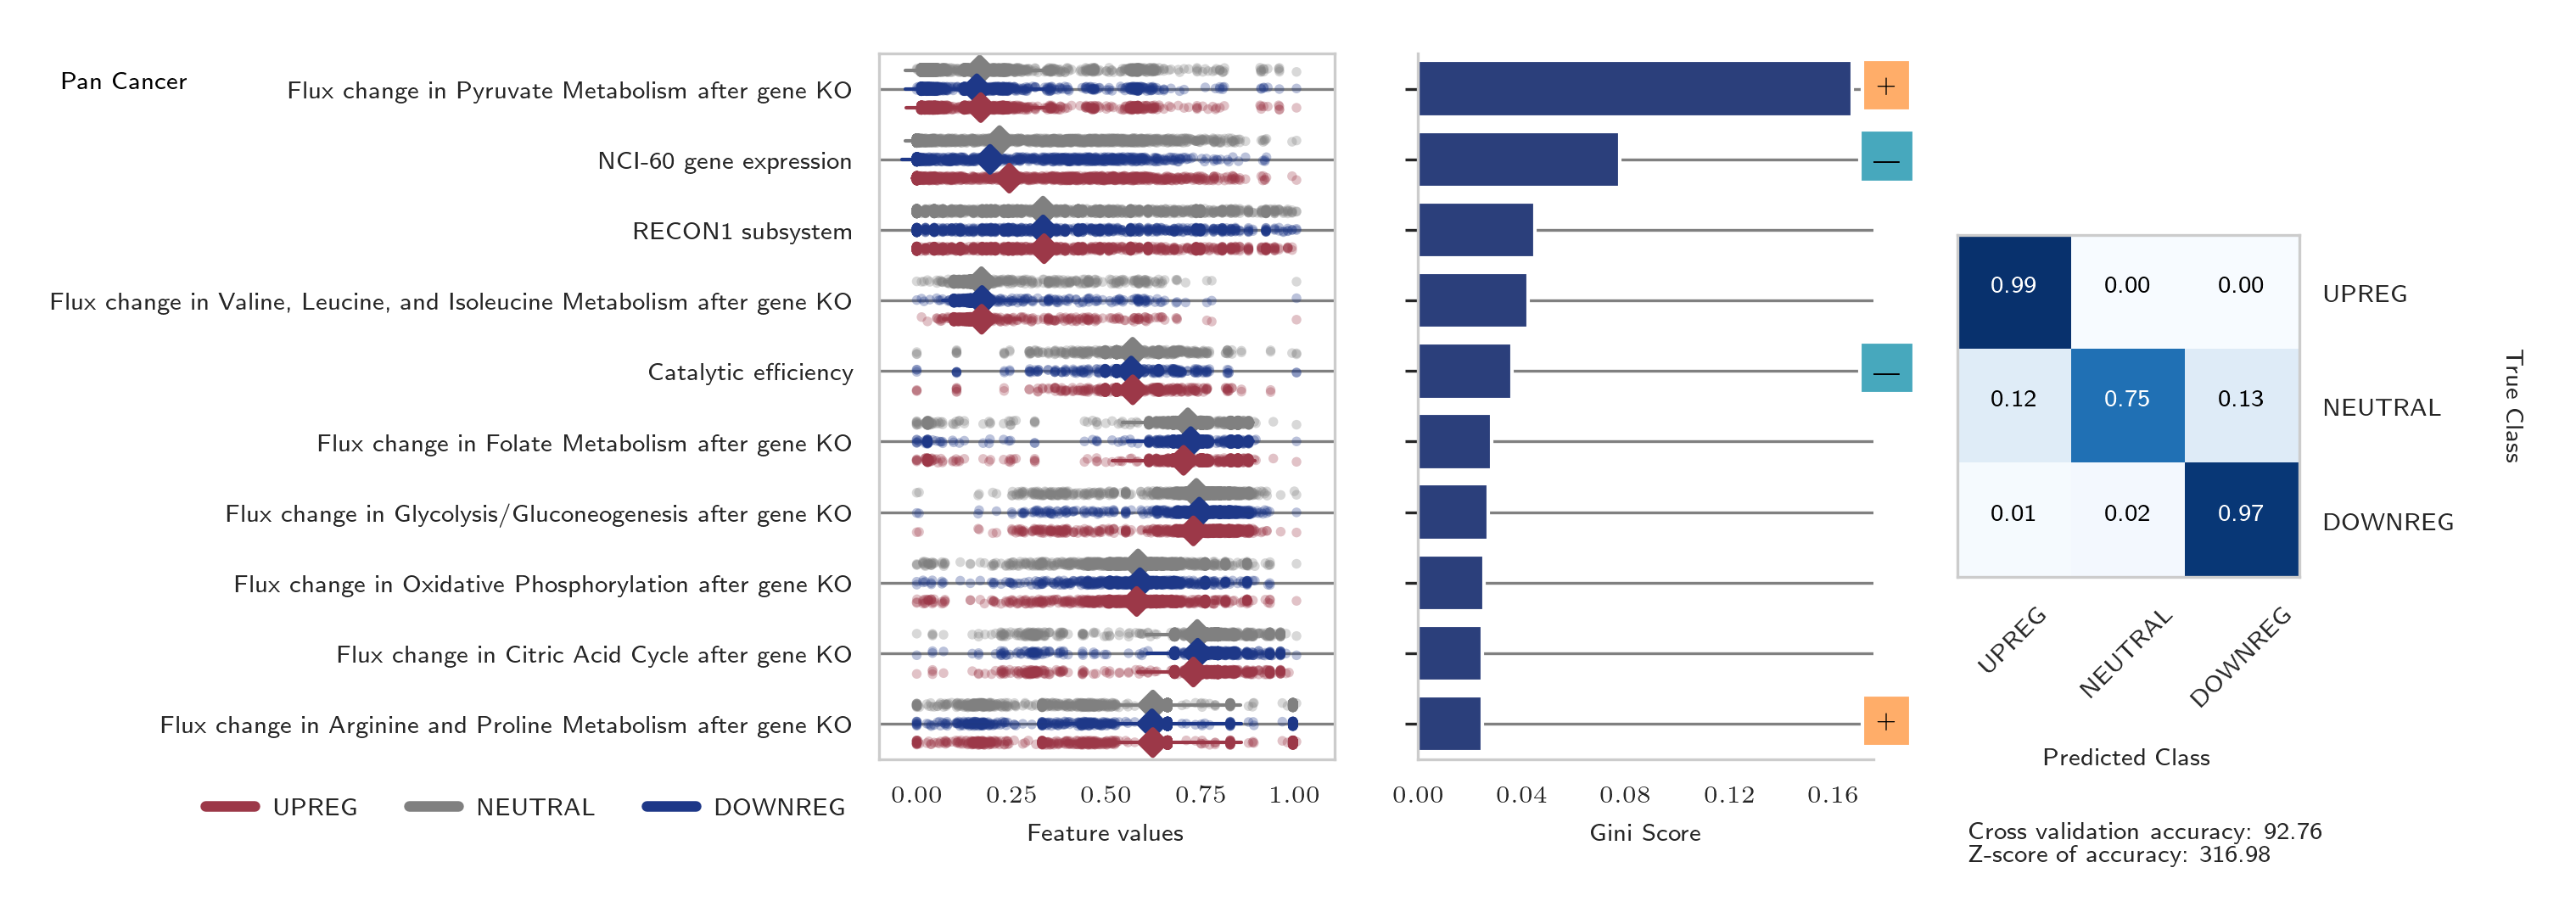 Pan Cancer
Flux change in Pyruvate Metabolism after gene KO
NCI-60 gene expression
RECON1 subsystem
Flux change in Valine, Leucine, and Isoleucine Metabolism after gene KO
Catalytic efficiency
Flux change in Folate Metabolism after gene KO
Flux change in Glycolysis/Gluconeogenesis after gene KO
Flux change in Oxidative Phosphorylation after gene KO
Flux change in Citric Acid Cycle after gene KO
Flux change in Arginine and Proline Metabolism after gene KO
UPREG NEUTRAL DOWNREG
0.00 0.25 0.50 0.75 1.00
Feature values
+
—
—
+
0.00 0.04 0.08 0.12 0.16
Gini Score
0.99 0.00 0.00 UPREG
0.12 0.75 0.13 NEUTRAL
0.01 0.02 0.97 DOWNREG
True Class
UPREG NEUTRAL DOWNREG
Predicted Class
Cross validation accuracy: 92.76
Z-score of accuracy: 316.98